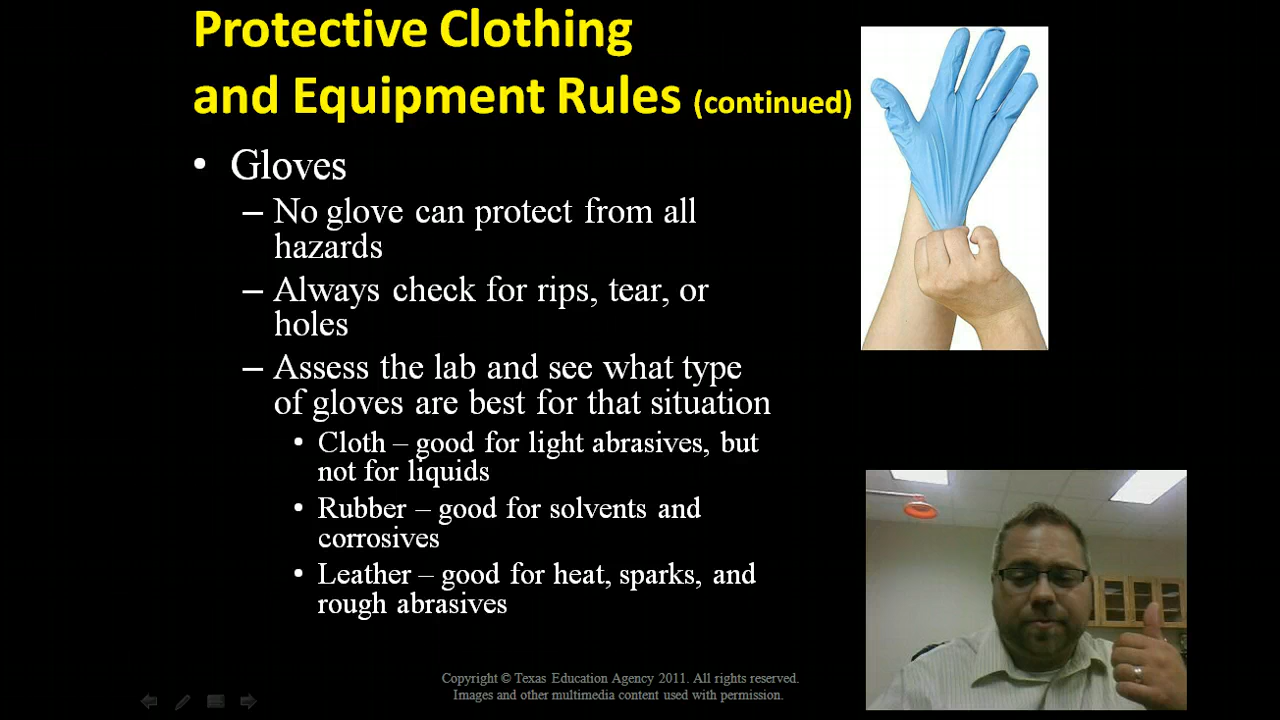 Protective Clothing
and Equipment Rules (continued)
• Gloves
– No glove can protect from all
hazards
– Always check for rips, tear, or
holes
– Assess the lab and see what type
of gloves are best for that situation
• Cloth – good for light abrasives, but
not for liquids
• Rubber – good for solvents and
corrosives
• Leather – good for heat, sparks, and
rough abrasives
Copyright © Texas Education Agency 2011. All rights reserved.
Images and other multimedia content used with permission.